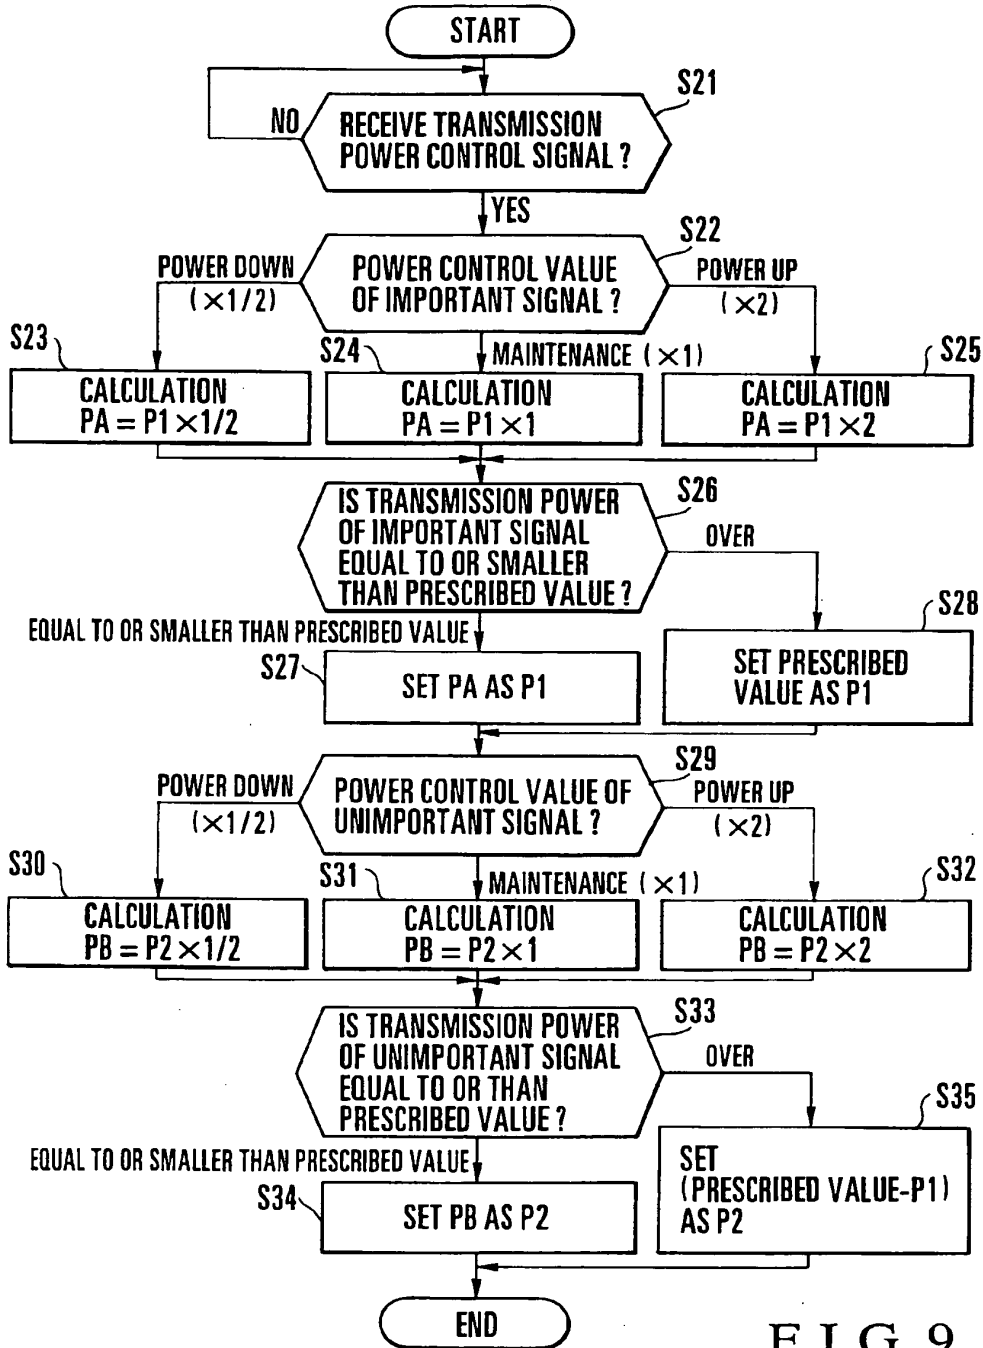 START
S21
NO
RECEIVE TRANSMISSION
POWER CONTROL SIGNAL ?
YES
S22
POWER DOWN
(×1/2)
POWER CONTROL VALUE
OF IMPORTANT SIGNAL ?
POWER UP
(×2)
S23
S24
MAINTENANCE (×1)
S25
CALCULATION
PA = P1 ×1/2
CALCULATION
PA = P1 ×1
CALCULATION
PA = P1 ×2
S26
IS TRANSMISSION POWER
OF IMPORTANT SIGNAL
EQUAL TO OR SMALLER
THAN PRESCRIBED VALUE ?
OVER
EQUAL TO OR SMALLER THAN PRESCRIBED VALUE
S27
SET PA AS P1
S28
SET PRESCRIBED
VALUE AS P1
S29
POWER DOWN
(×1/2)
POWER CONTROL VALUE OF
UNIMPORTANT SIGNAL ?
POWER UP
(×2)
S30
S31
MAINTENANCE (×1)
S32
CALCULATION
PB = P2 ×1/2
CALCULATION
PB = P2 ×1
CALCULATION
PB = P2 ×2
S33
IS TRANSMISSION POWER
OF UNIMPORTANT SIGNAL
EQUAL TO OR THAN
PRESCRIBED VALUE ?
OVER
EQUAL TO OR SMALLER THAN PRESCRIBED VALUE
S34
SET PB AS P2
S35
SET
(PRESCRIBED VALUE-P1)
AS P2
END
FIG. 9